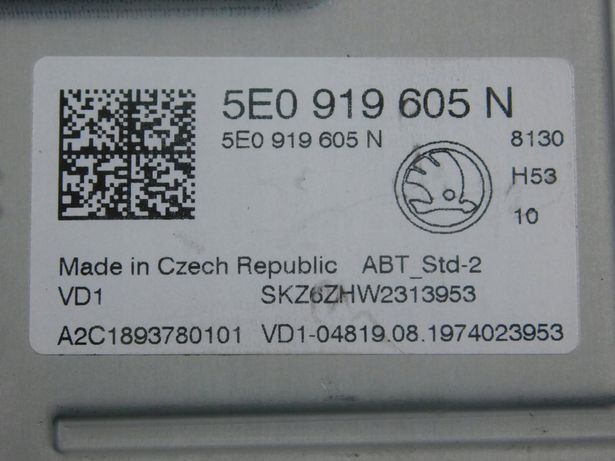 5E0 919 605 N
5E0 919 605 N 8130
H53
10
Made in Czech Republic ABT_Std-2
VD1 SKZ6ZHW2313953
A2C1893780101 VD1-04819.08.1974023953